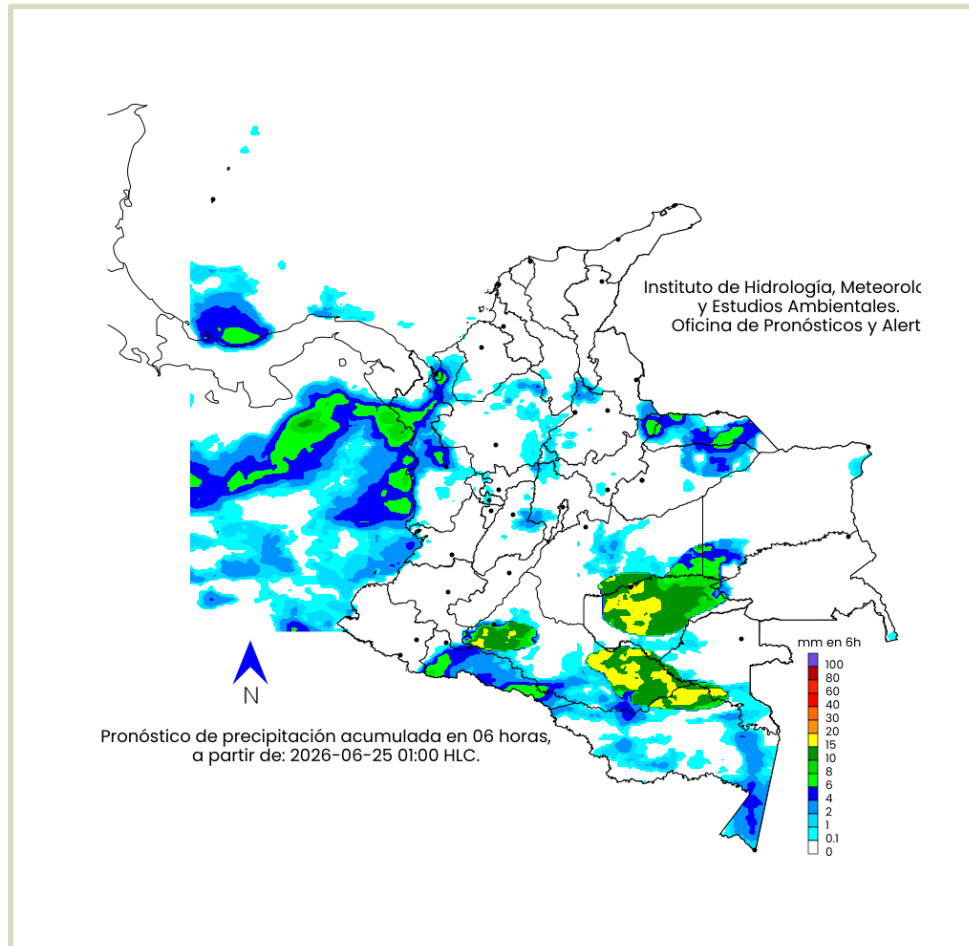 Instituto de Hidrología, Meteorolo
y Estudios Ambientales.
Oficina de Pronósticos y Alert
mm en 6h
100
80
60
40
30
20
15
10
8
6
4
2
1
0.1
0
N
Pronóstico de precipitación acumulada en 06 horas,
a partir de: 2026-06-25 01:00 HLC.